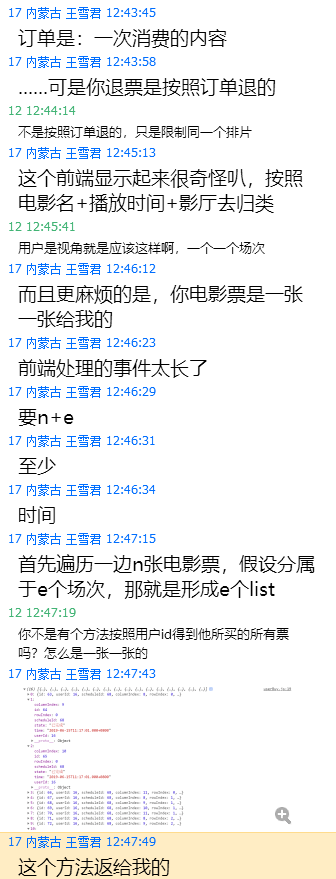 17 内蒙古 王雪君 12:43:45
订单是：一次消费的内容
17 内蒙古 王雪君 12:43:58
……可是你退票是按照订单退的
12 12:44:14
不是按照订单退的，只是限制同一个排片
17 内蒙古 王雪君 12:45:13
这个前端显示起来很奇怪叭，按照
电影名+播放时间+影厅去归类
12 12:45:41
用户是视角就是应该这样啊，一个一个场次
17 内蒙古 王雪君 12:46:12
而且更麻烦的是，你电影票是一张
一张给我的
17 内蒙古 王雪君 12:46:23
前端处理的事件太长了
17 内蒙古 王雪君 12:46:29
要n+e
17 内蒙古 王雪君 12:46:31
至少
17 内蒙古 王雪君 12:46:34
时间
17 内蒙古 王雪君 12:47:15
首先遍历一边n张电影票，假设分属
于e个场次，那就是形成e个list
12 12:47:19
你不是有个方法按照用户id得到他所买的所有票
吗？怎么是一张一张的
17 内蒙古 王雪君 12:47:43
17 内蒙古 王雪君 12:47:49
这个方法返给我的